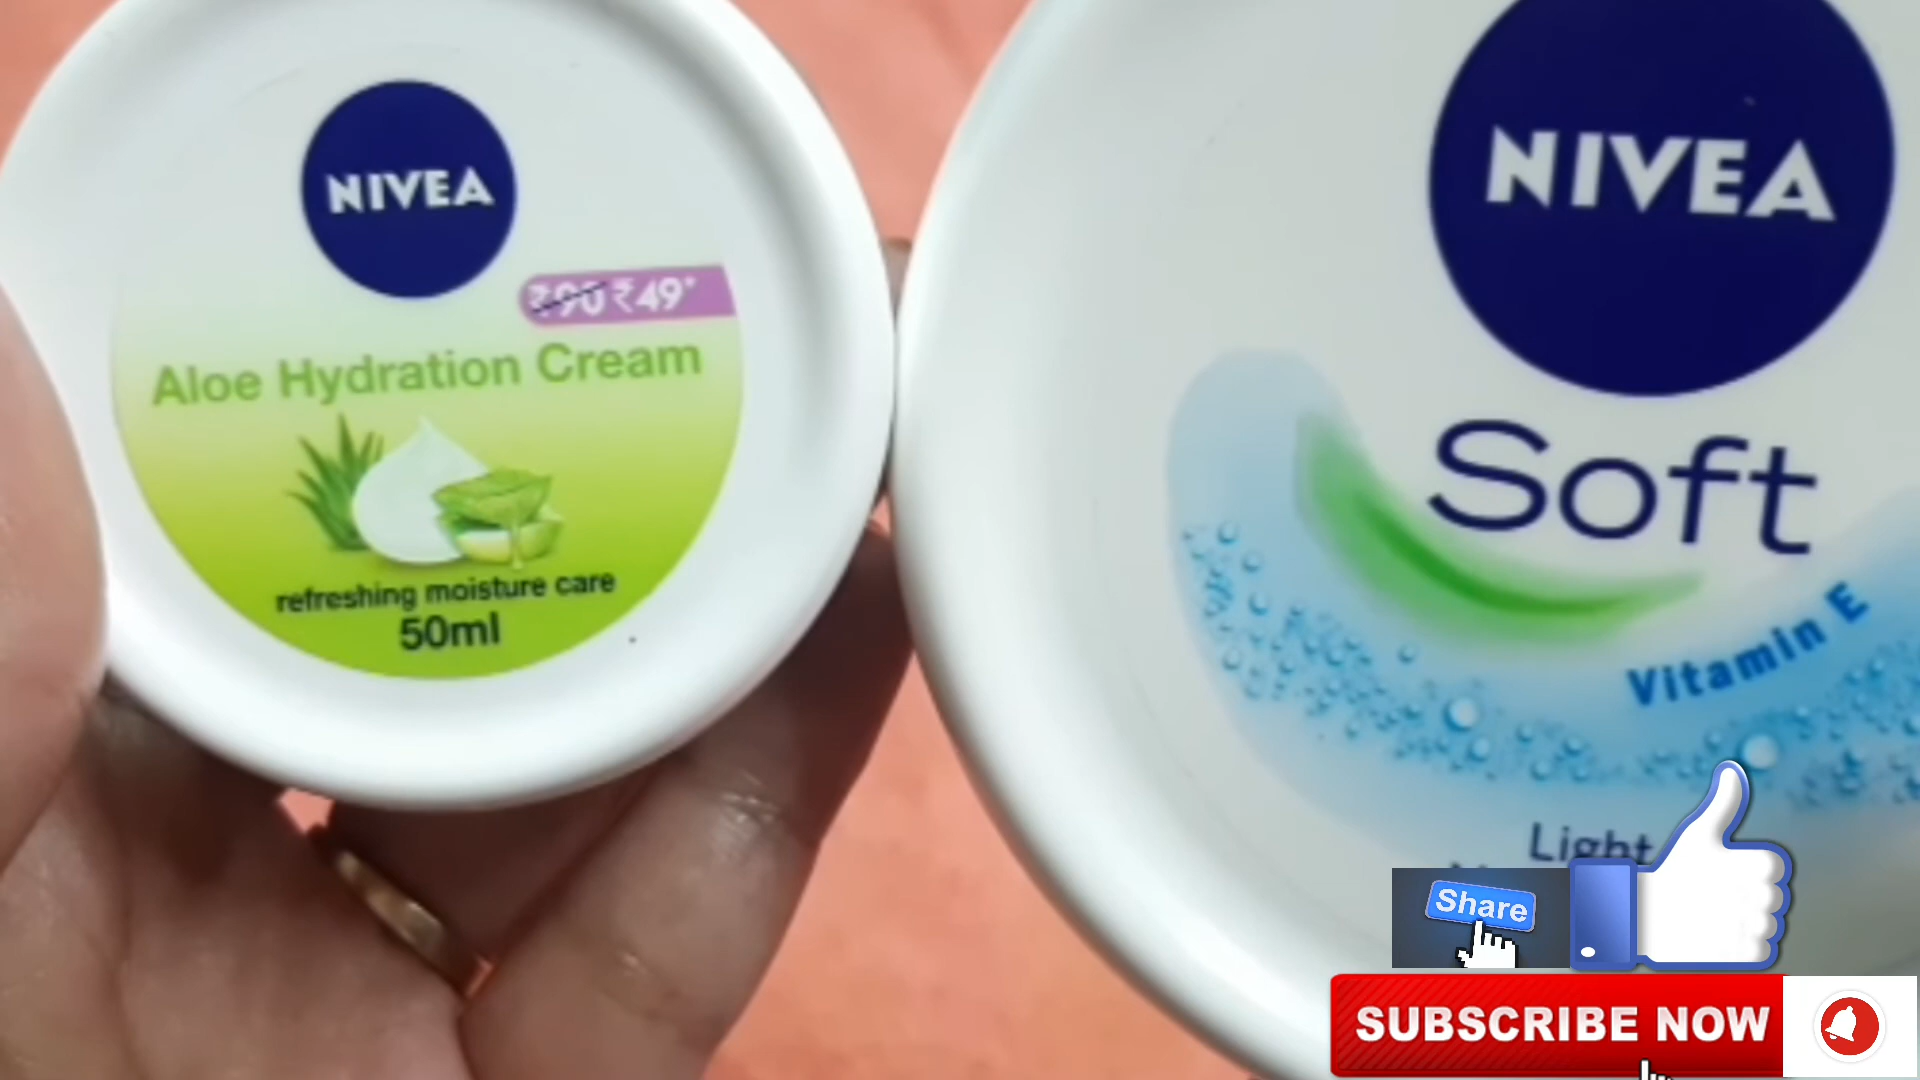 NIVEA
₹90 ₹49*
Aloe Hydration Cream
refreshing moisture care
50ml
NIVEA
Soft
Vitamin E
Light
Share
SUBSCRIBE NOW